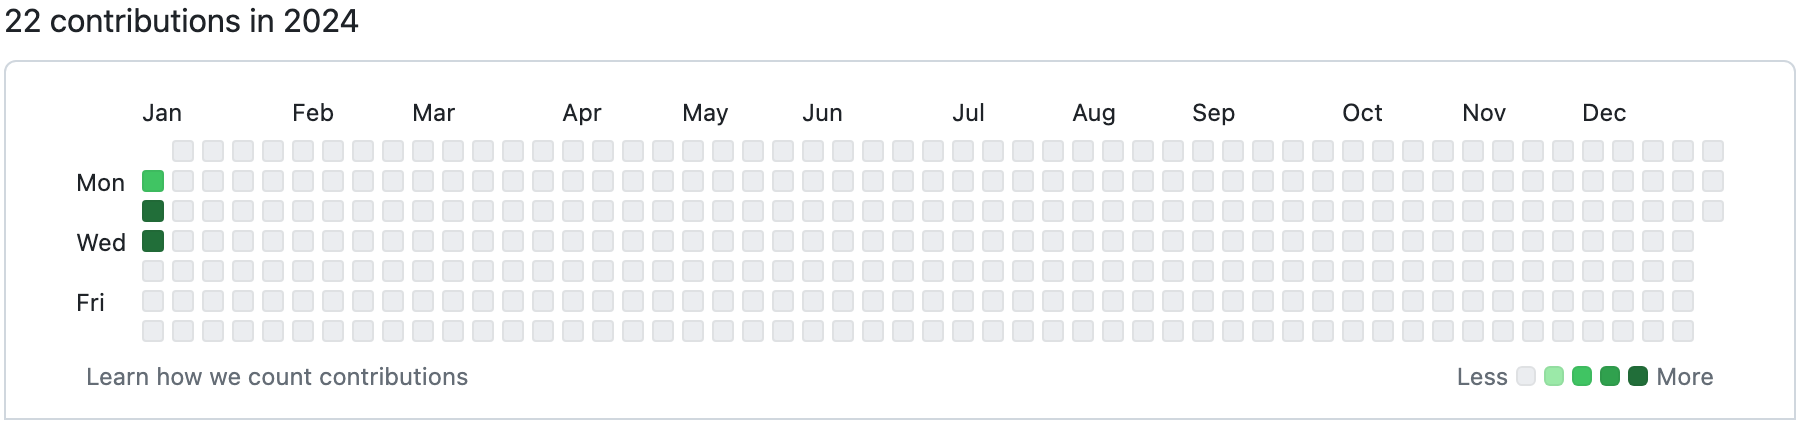 22 contributions in 2024
Jan Feb Mar Apr May Jun Jul Aug Sep Oct Nov Dec
Mon
Wed
Fri
Learn how we count contributions
Less More